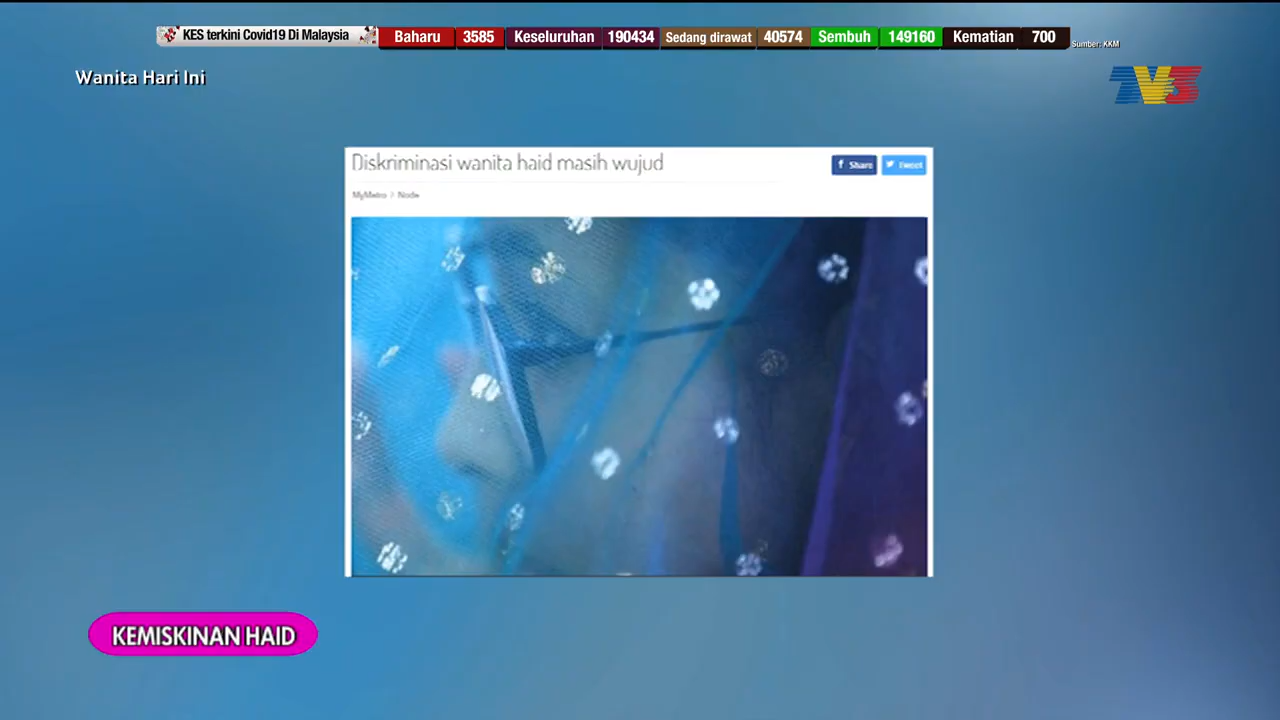 KES terkini Covid19 Di Malaysia Baharu 3585 Keseluruhan 190434 Sedang dirawat 40574 Sembuh 149160 Kematian 700
Sumber: KKM
Wanita Hari Ini
TV3
Diskriminasi wanita haid masih wujud
Share Tweet
MyMetro > Node
KEMISKINAN HAID